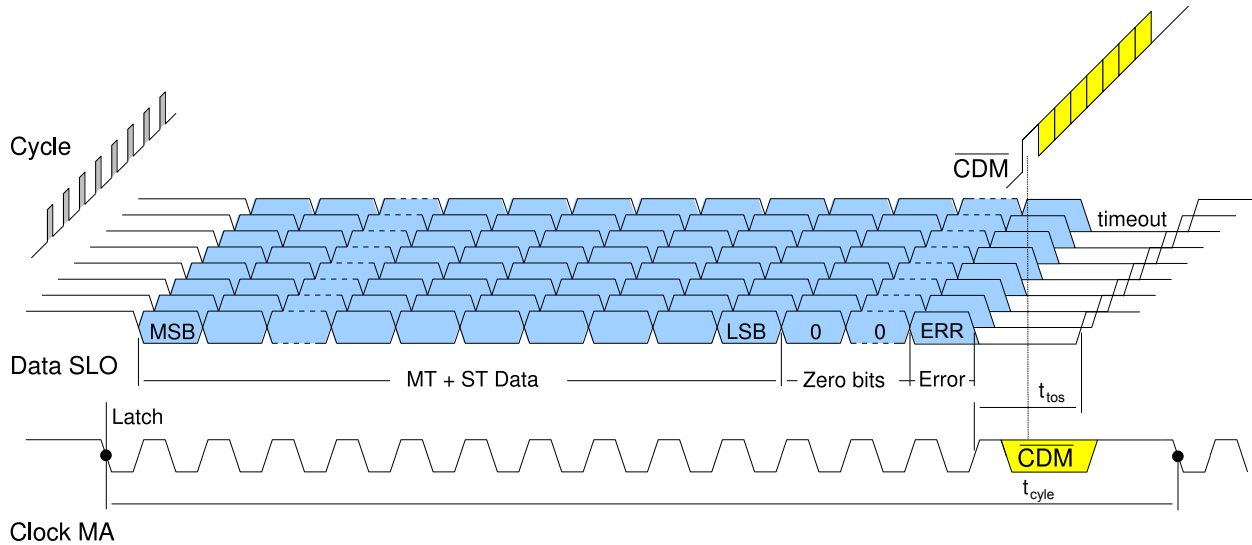 Cycle
CDM
timeout
MSB
LSB
0
0
ERR
Data SLO
MT + ST Data
Zero bits
Error
t_tos
Latch
CDM
t_cyle
Clock MA